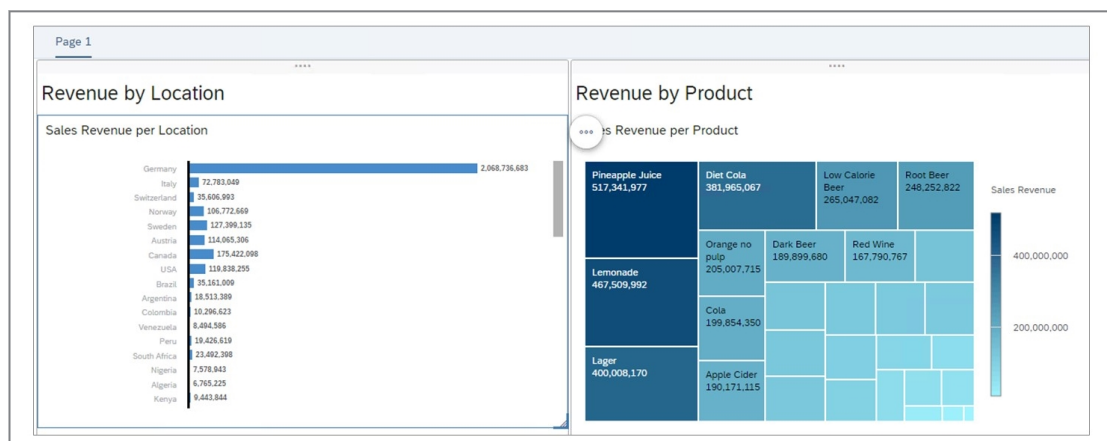 Page 1
Revenue by Location
Sales Revenue per Location
Germany 2,068,736,683
Italy 72,783,049
Switzerland 35,606,993
Norway 106,772,669
Sweden 127,399,135
Austria 114,065,306
Canada 175,422,098
USA 119,838,255
Brazil 35,161,009
Argentina 18,513,389
Colombia 10,296,623
Venezuela 8,494,586
Peru 19,426,619
South Africa 23,492,398
Nigeria 7,578,943
Algeria 6,765,225
Kenya 9,443,844
Revenue by Product
es Revenue per Product
Pineapple Juice
517,341,977
Lemonade
467,509,992
Lager
400,008,170
Diet Cola
381,965,067
Low Calorie
Beer
265,047,082
Root Beer
248,252,822
Orange no
pulp
205,007,715
Dark Beer
189,899,680
Red Wine
167,790,767
Cola
199,854,350
Apple Cider
190,171,115
Sales Revenue
400,000,000
200,000,000